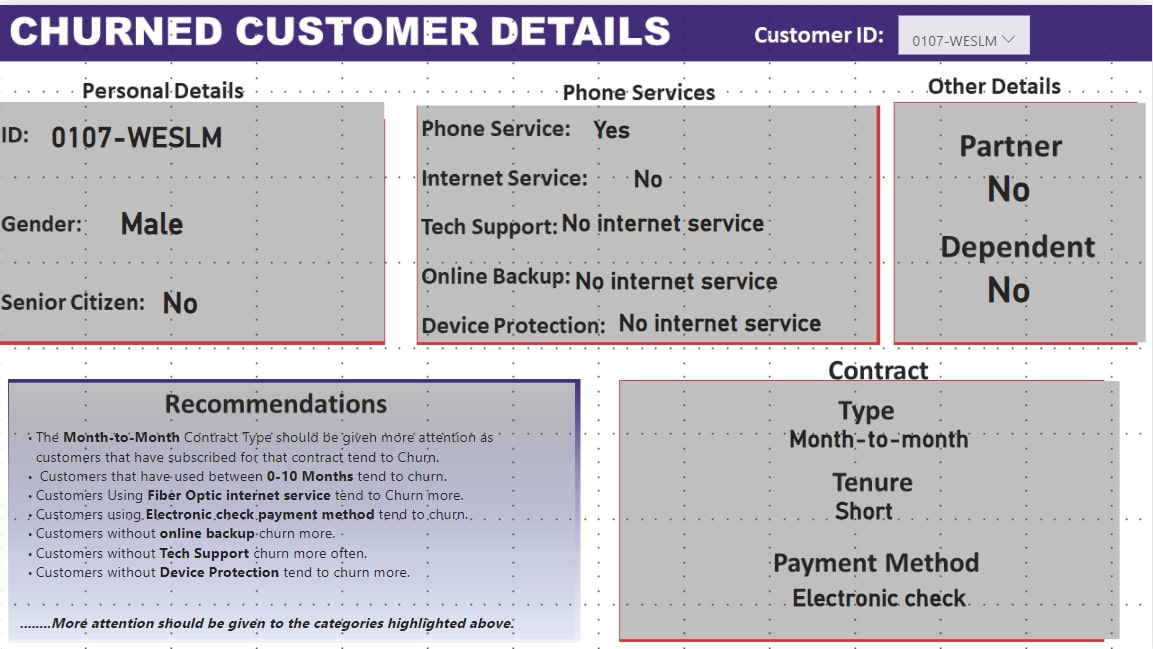 CHURNED CUSTOMER DETAILS
Customer ID: 0107-WESLM
Personal Details
ID: 0107-WESLM
Gender: Male
Senior Citizen: No
Phone Services
Phone Service: Yes
Internet Service: No
Tech Support: No internet service
Online Backup: No internet service
Device Protection: No internet service
Other Details
Partner
No
Dependent
No
Recommendations
• The Month-to-Month Contract Type should be given more attention as
customers that have subscribed for that contract tend to Churn.
• Customers that have used between 0-10 Months tend to churn.
• Customers Using Fiber Optic internet service tend to Churn more.
• Customers using Electronic check payment method tend to churn.
• Customers without online backup churn more.
• Customers without Tech Support churn more often.
• Customers without Device Protection tend to churn more.
........More attention should be given to the categories highlighted above.
Contract
Type
Month-to-month
Tenure
Short
Payment Method
Electronic check